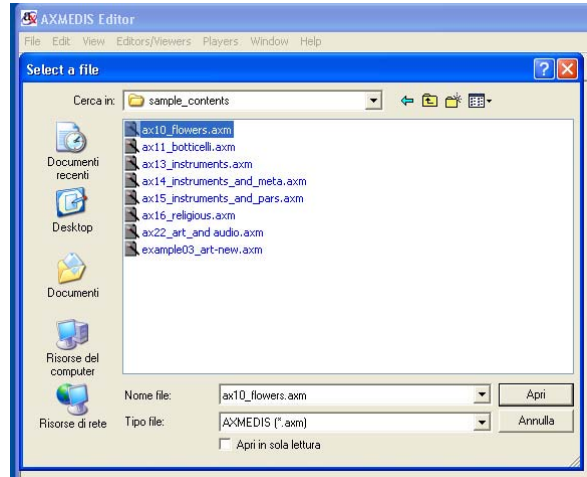 AXMEDIS Editor
File Edit View Editors/Viewers Players Window Help
Select a file
Cerca in: sample_contents
ax10_flowers.axm
ax11_botticelli.axm
ax13_instruments.axm
ax14_instruments_and_meta.axm
ax15_instruments_and_pars.axm
ax16_religious.axm
ax22_art_and audio.axm
example03_art-new.axm
Documenti
recenti
Desktop
Documenti
Risorse del
computer
Risorse di rete
Nome file: ax10_flowers.axm Apri
Tipo file: AXMEDIS (*.axm) Annulla
Apri in sola lettura